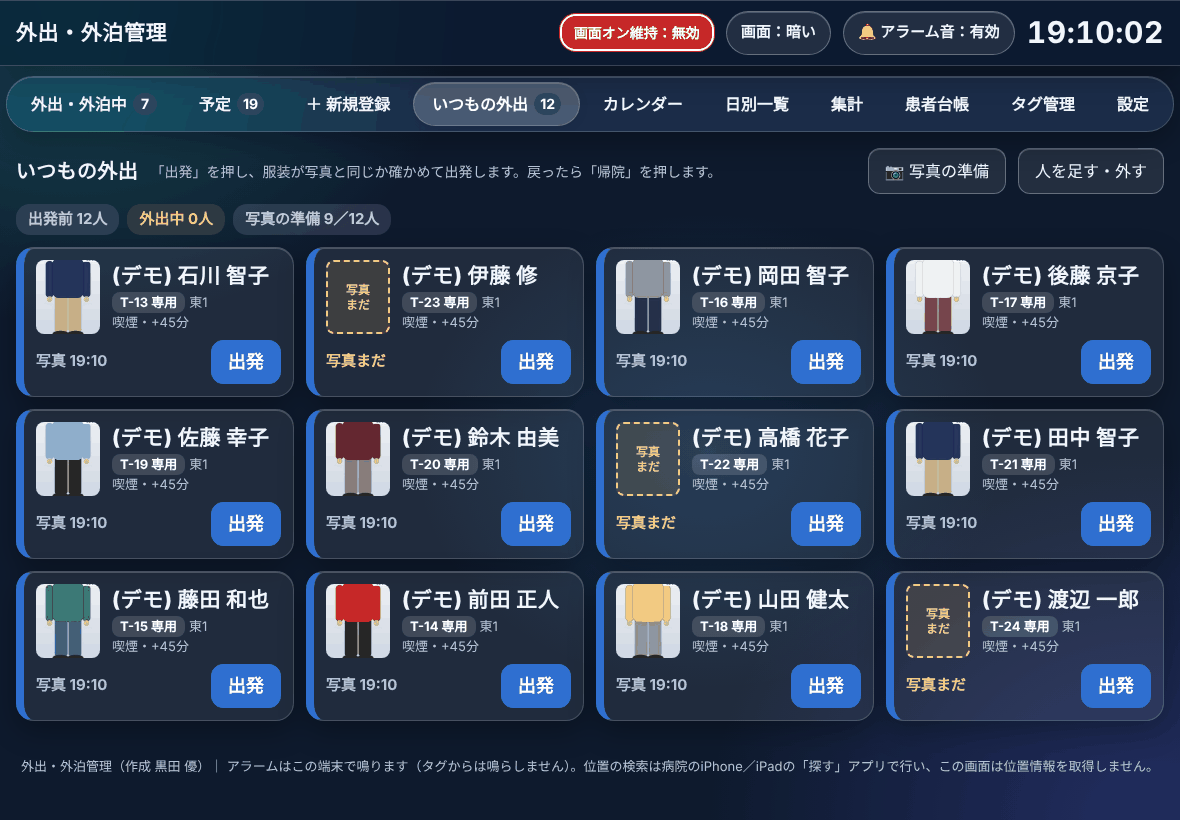 外出・外泊管理
画面オン維持：無効
画面：暗い
🔔 アラーム音：有効
19:10:02
外出・外泊中 7
予定 19
＋ 新規登録
いつもの外出 12
カレンダー
日別一覧
集計
患者台帳
タグ管理
設定
いつもの外出
「出発」を押し、服装が写真と同じか確かめて出発します。戻ったら「帰院」を押します。
📷 写真の準備
人を足す・外す
出発前 12人
外出中 0人
写真の準備 9／12人
(デモ) 石川 智子
T-13 専用 東1
喫煙・+45分
写真 19:10
出発
写真
まだ
(デモ) 伊藤 修
T-23 専用 東1
喫煙・+45分
写真まだ
出発
(デモ) 岡田 智子
T-16 専用 東1
喫煙・+45分
写真 19:10
出発
(デモ) 後藤 京子
T-17 専用 東1
喫煙・+45分
写真 19:10
出発
(デモ) 佐藤 幸子
T-19 専用 東1
喫煙・+45分
写真 19:10
出発
(デモ) 鈴木 由美
T-20 専用 東1
喫煙・+45分
写真 19:10
出発
写真
まだ
(デモ) 高橋 花子
T-22 専用 東1
喫煙・+45分
写真まだ
出発
(デモ) 田中 智子
T-21 専用 東1
喫煙・+45分
写真 19:10
出発
(デモ) 藤田 和也
T-15 専用 東1
喫煙・+45分
写真 19:10
出発
(デモ) 前田 正人
T-14 専用 東1
喫煙・+45分
写真 19:10
出発
(デモ) 山田 健太
T-18 専用 東1
喫煙・+45分
写真 19:10
出発
写真
まだ
(デモ) 渡辺 一郎
T-24 専用 東1
喫煙・+45分
写真まだ
出発
外出・外泊管理（作成 黒田 優）｜ アラームはこの端末で鳴ります（タグからは鳴らしません）。位置の検索は病院のiPhone／iPadの「探す」アプリで行い、この画面は位置情報を取得しません。